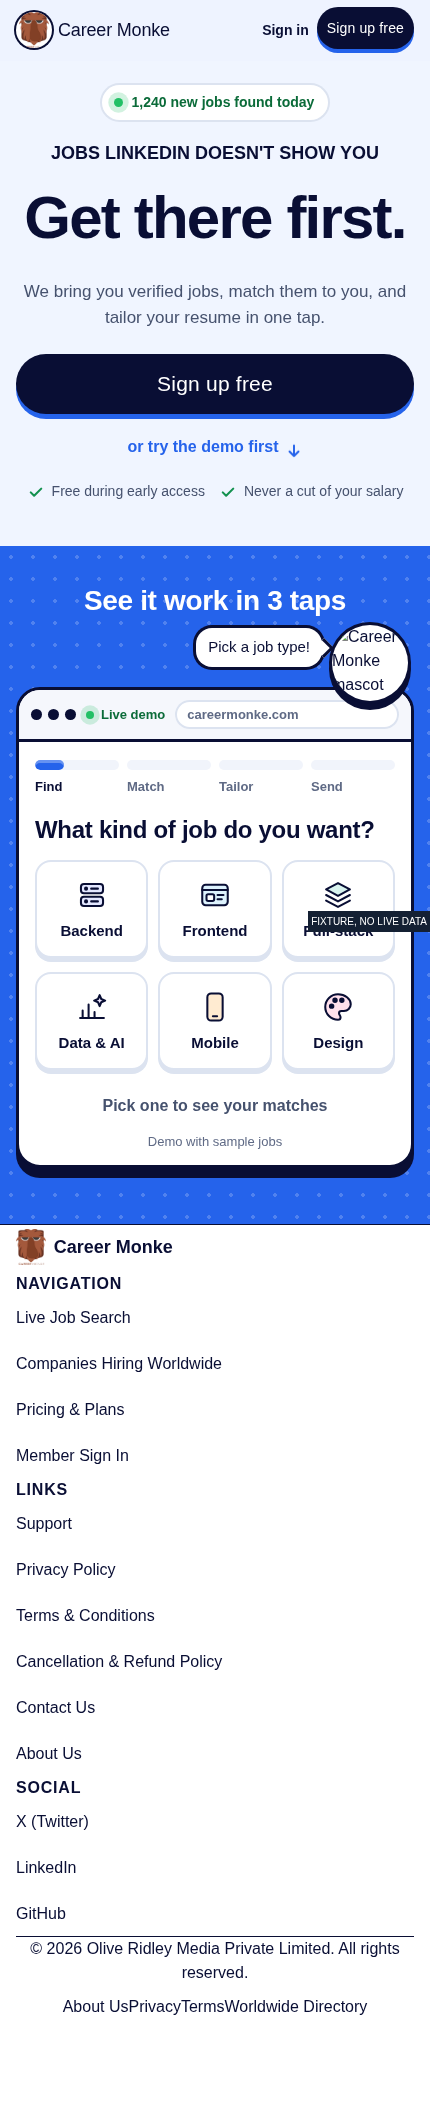 Career Monke
Sign in
Sign up free
1,240 new jobs found today
JOBS LINKEDIN DOESN'T SHOW YOU
Get there first.
We bring you verified jobs, match them to you, and
tailor your resume in one tap.
Sign up free
or try the demo first
Free during early access
Never a cut of your salary
See it work in 3 taps
Pick a job type!
Career
Monke
mascot
Live demo
careermonke.com
Find
Match
Tailor
Send
What kind of job do you want?
Backend
Frontend
Full-stack
FIXTURE, NO LIVE DATA
Data & AI
Mobile
Design
Pick one to see your matches
Demo with sample jobs
Career Monke
NAVIGATION
Live Job Search
Companies Hiring Worldwide
Pricing & Plans
Member Sign In
LINKS
Support
Privacy Policy
Terms & Conditions
Cancellation & Refund Policy
Contact Us
About Us
SOCIAL
X (Twitter)
LinkedIn
GitHub
© 2026 Olive Ridley Media Private Limited. All rights
reserved.
About UsPrivacyTermsWorldwide Directory